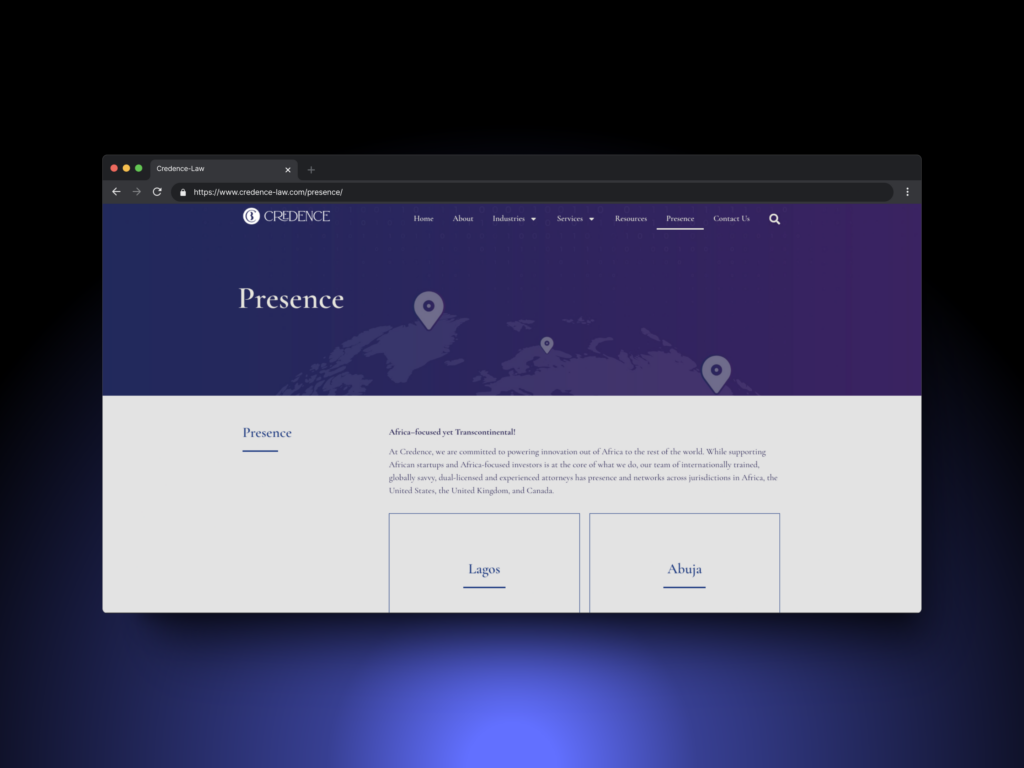 Credence-Law
https://www.credence-law.com/presence/
CREDENCE
Home About Industries Services Resources Presence Contact Us
Presence
Presence
Africa–focused yet Transcontinental!
At Credence, we are committed to powering innovation out of Africa to the rest of the world. While supporting
African startups and Africa-focused investors is at the core of what we do, our team of internationally trained,
globally savvy, dual-licensed and experienced attorneys has presence and networks across jurisdictions in Africa, the
United States, the United Kingdom, and Canada.
Lagos
Abuja